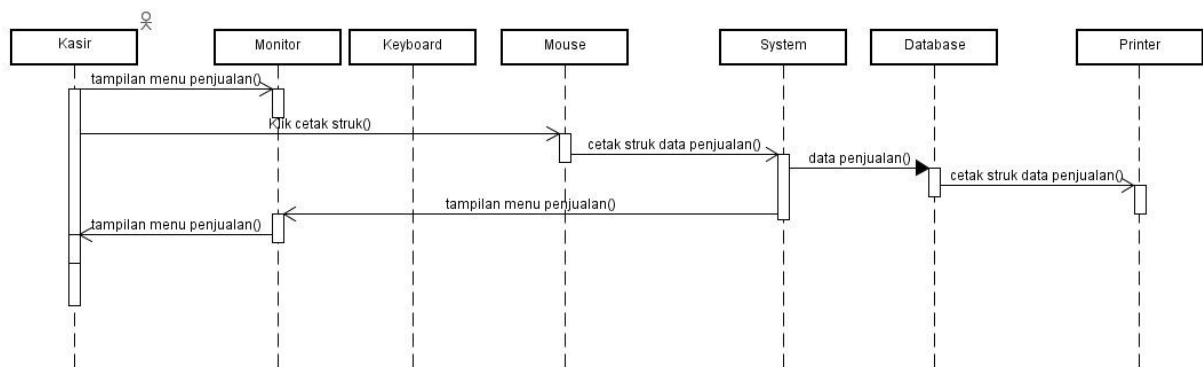 Kasir
Monitor
Keyboard
Mouse
System
Database
Printer
tampilan menu penjualan()
Klik cetak struk()
cetak struk data penjualan()
data penjualan()
cetak struk data penjualan()
tampilan menu penjualan()
tampilan menu penjualan()